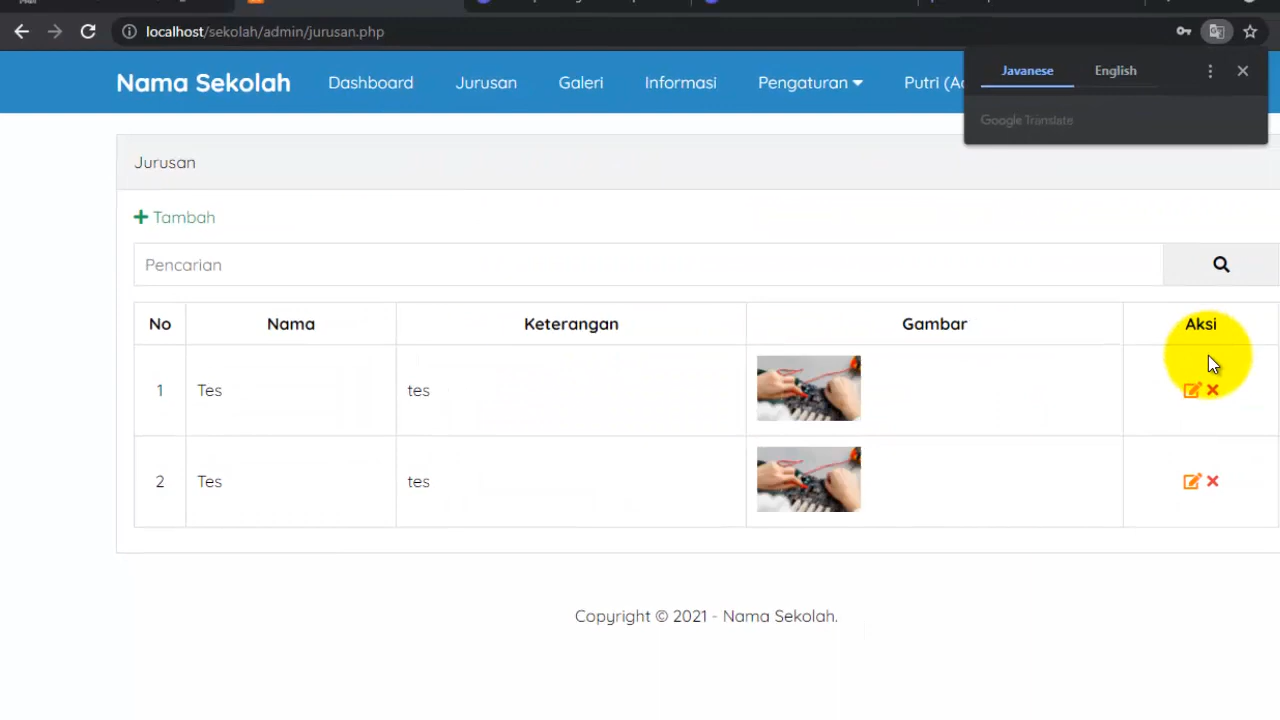 localhost/sekolah/admin/jurusan.php
Javanese English
Google Translate
Nama Sekolah Dashboard Jurusan Galeri Informasi Pengaturan Putri
Jurusan
Tambah
Pencarian
No Nama Keterangan Gambar Aksi
1 Tes tes
2 Tes tes
Copyright © 2021 - Nama Sekolah.